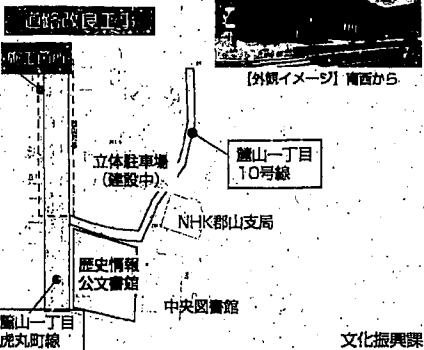 道路改良工事
【外観イメージ】南西から
施工箇所
麓山一丁目
10号線
立体駐車場
(建設中)
NHK郡山支局
歴史情報
公文書館
中央図書館
麓山一丁目
虎丸町線
文化振興課